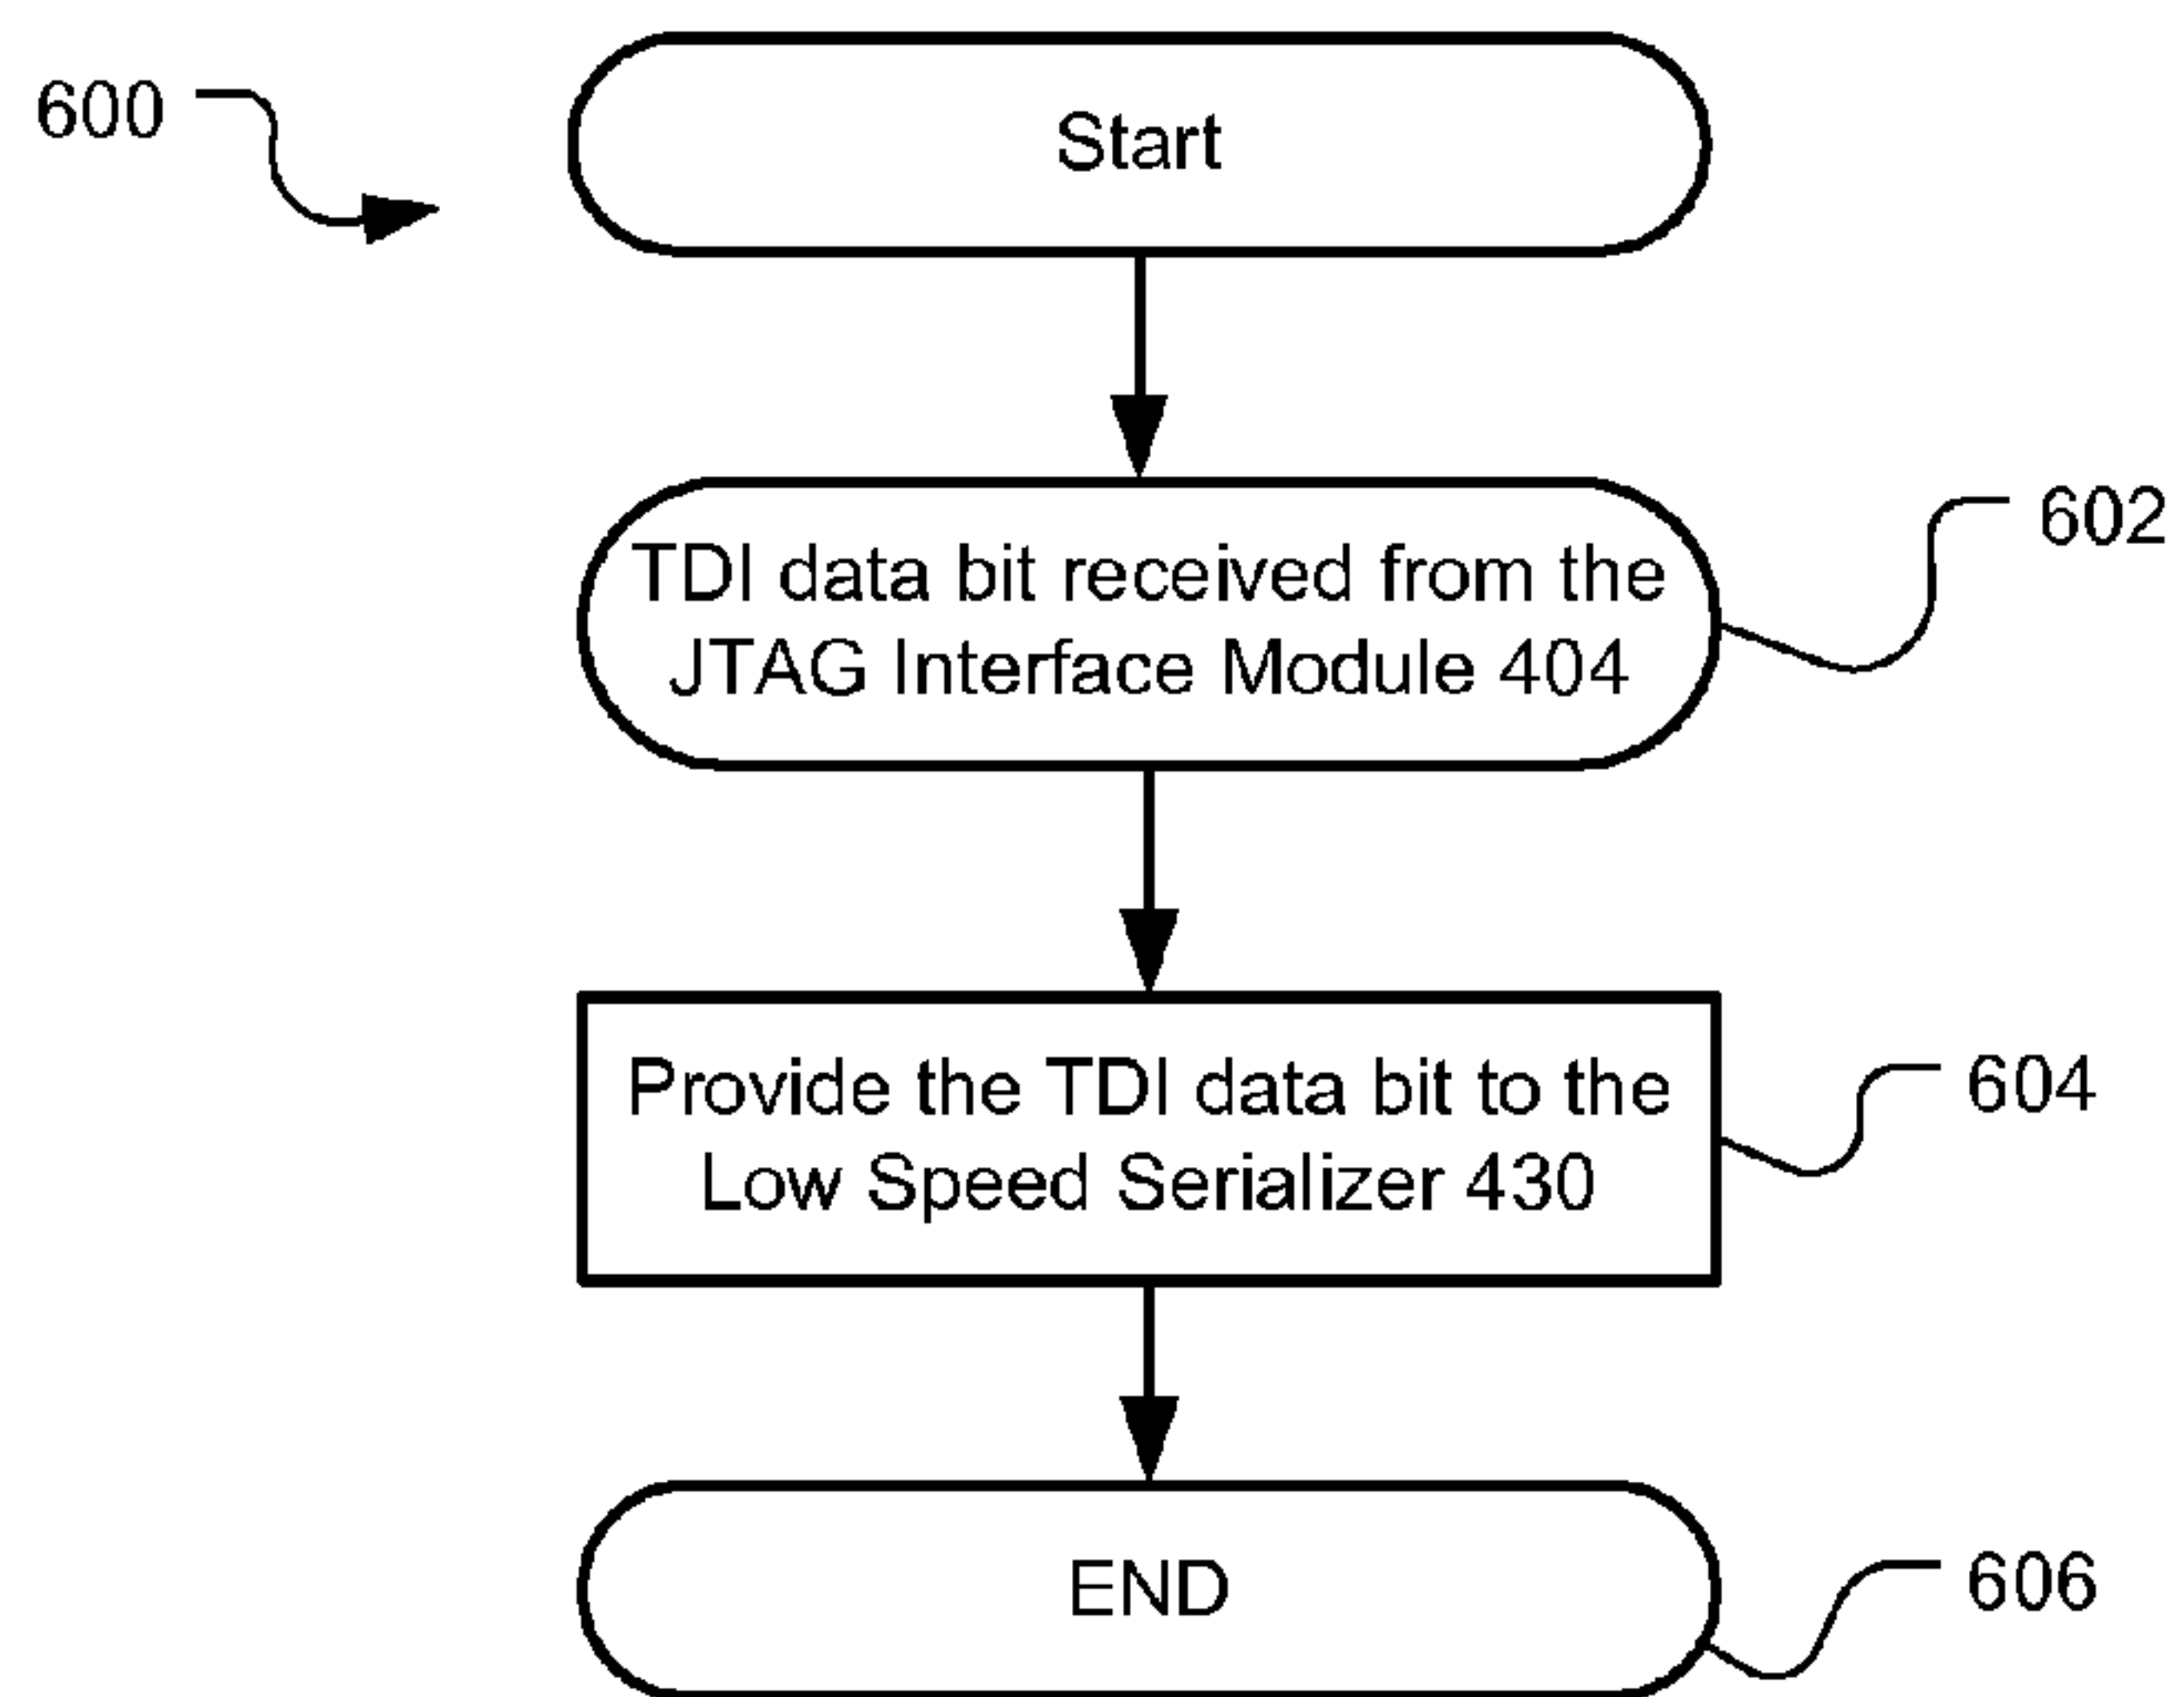 600
Start
TDI data bit received from the
JTAG Interface Module 404
602
Provide the TDI data bit to the
Low Speed Serializer 430
604
END
606